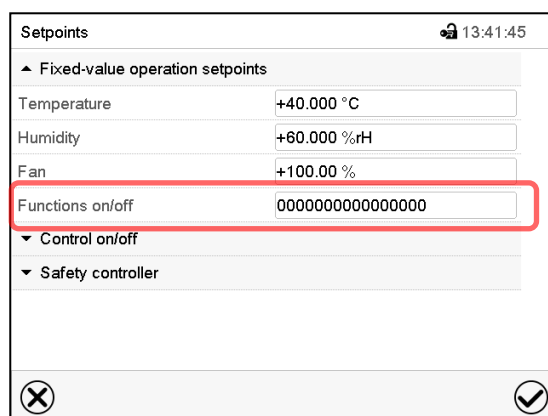 Setpoints 13:41:45
Fixed-value operation setpoints
Temperature +40.000 °C
Humidity +60.000 %rH
Fan +100.00 %
Functions on/off 0000000000000000
Control on/off
Safety controller